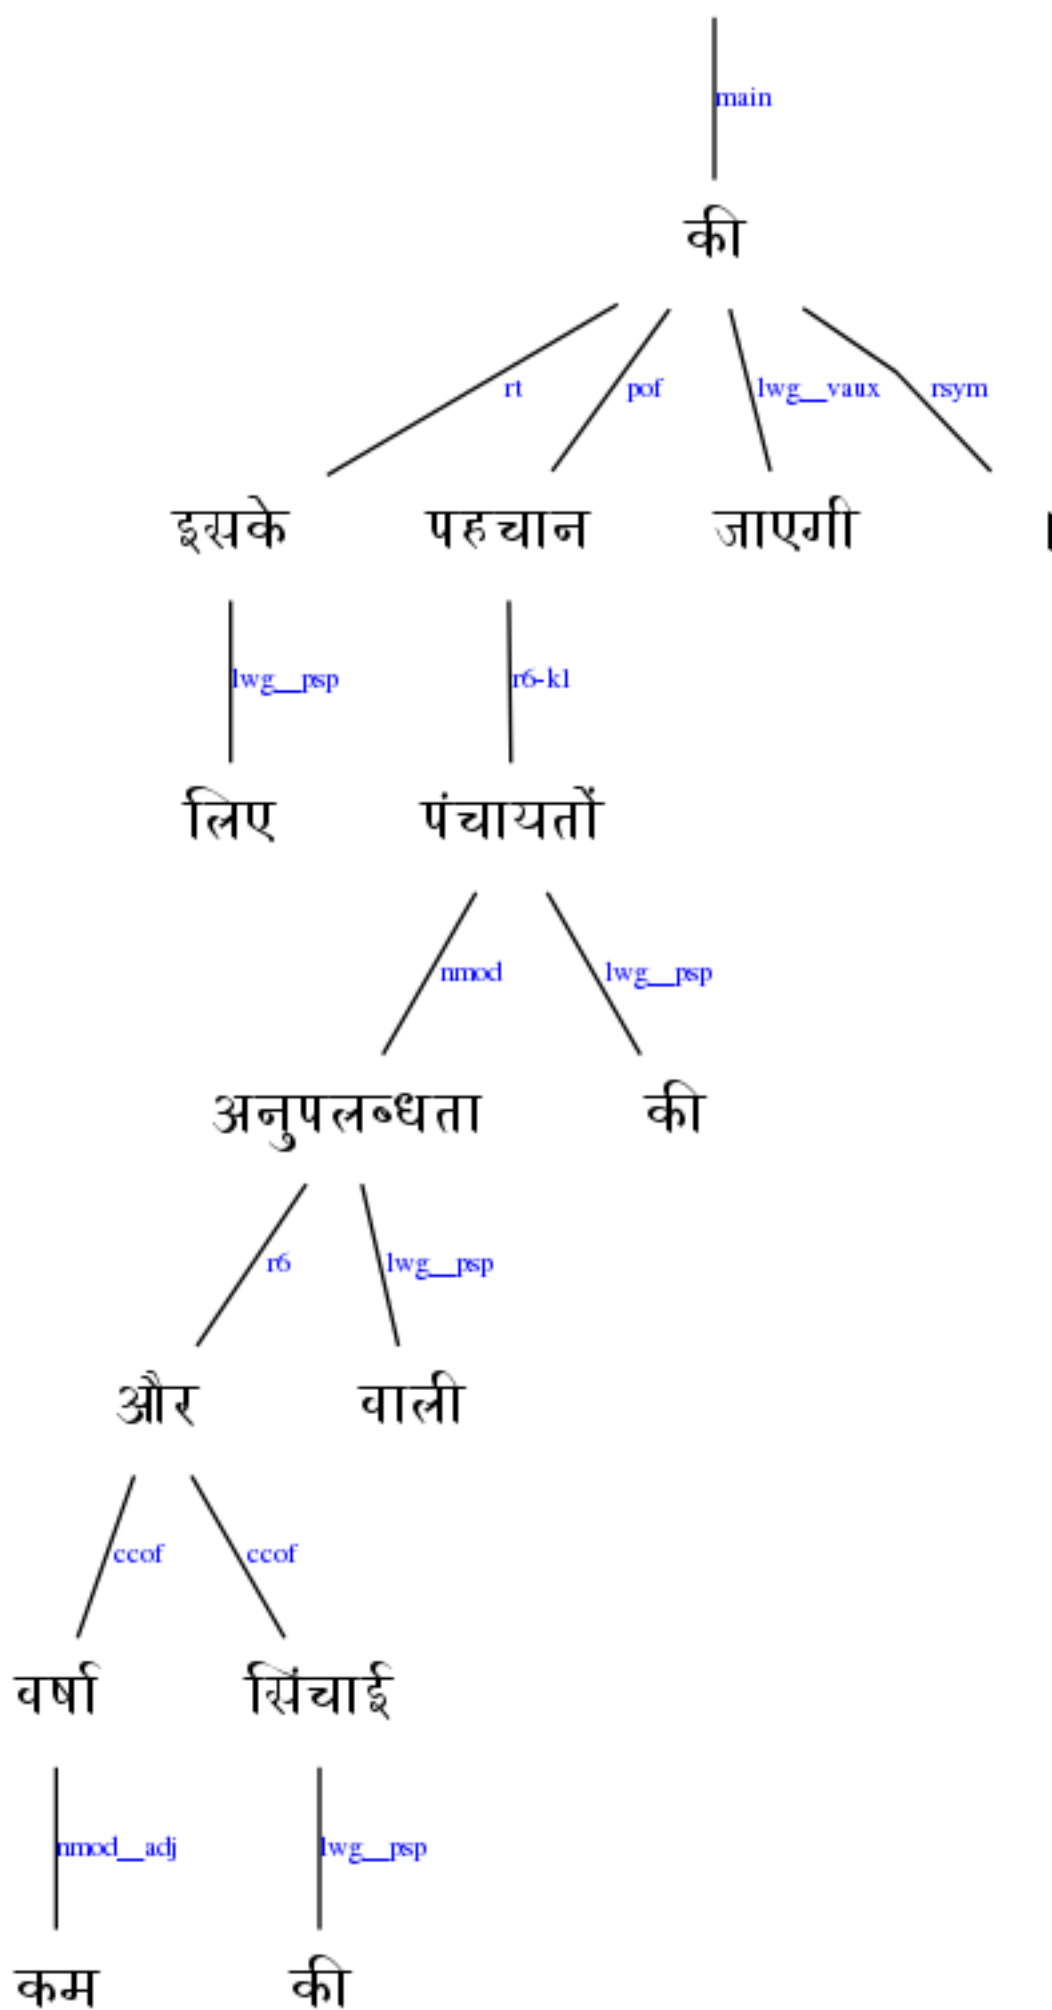 main
की
rt pof lwg__vaux rsym
इसके पहचान जाएगी ।
lwg__psp r6-k1
लिए पंचायतों
nmod lwg__psp
अनुपलब्धता की
r6 lwg__psp
और वाली
ccof ccof
वर्षा सिंचाई
nmod__adj lwg__psp
कम की